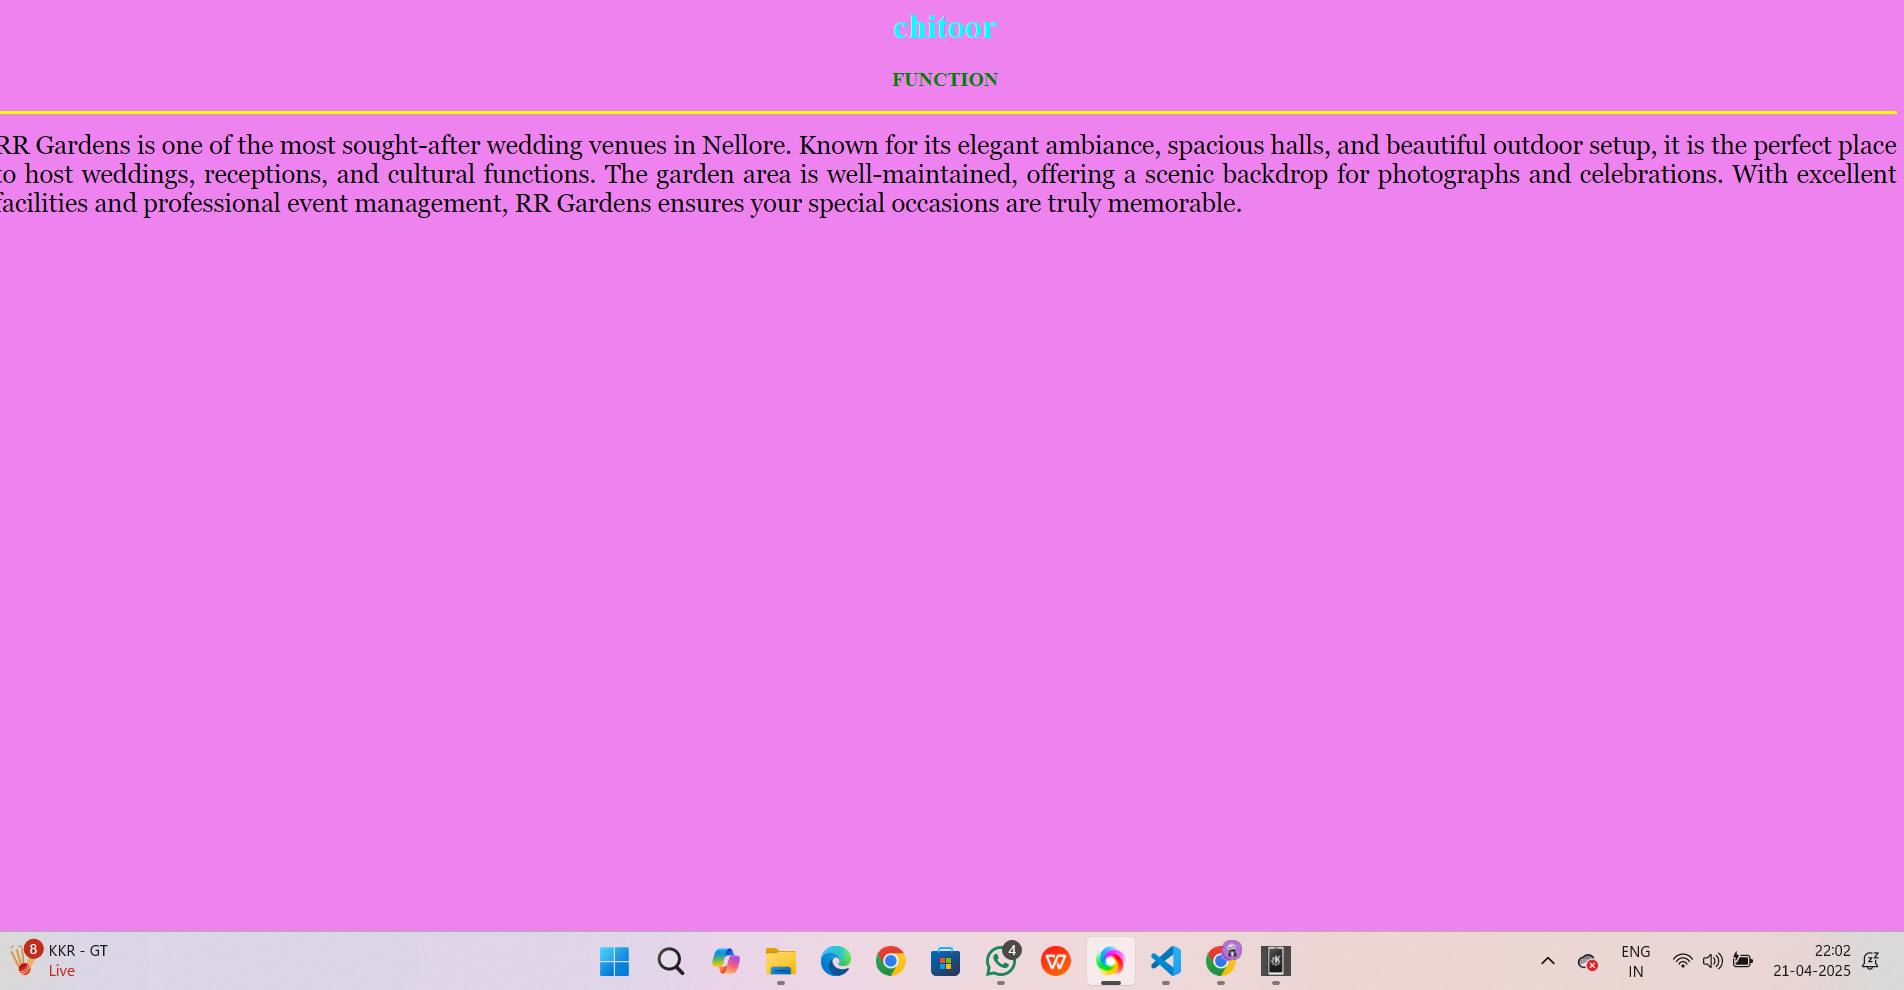 chitoor
FUNCTION
RR Gardens is one of the most sought-after wedding venues in Nellore. Known for its elegant ambiance, spacious halls, and beautiful outdoor setup, it is the perfect place
to host weddings, receptions, and cultural functions. The garden area is well-maintained, offering a scenic backdrop for photographs and celebrations. With excellent
facilities and professional event management, RR Gardens ensures your special occasions are truly memorable.
8
KKR - GT
Live
4
ENG
IN
22:02
21-04-2025